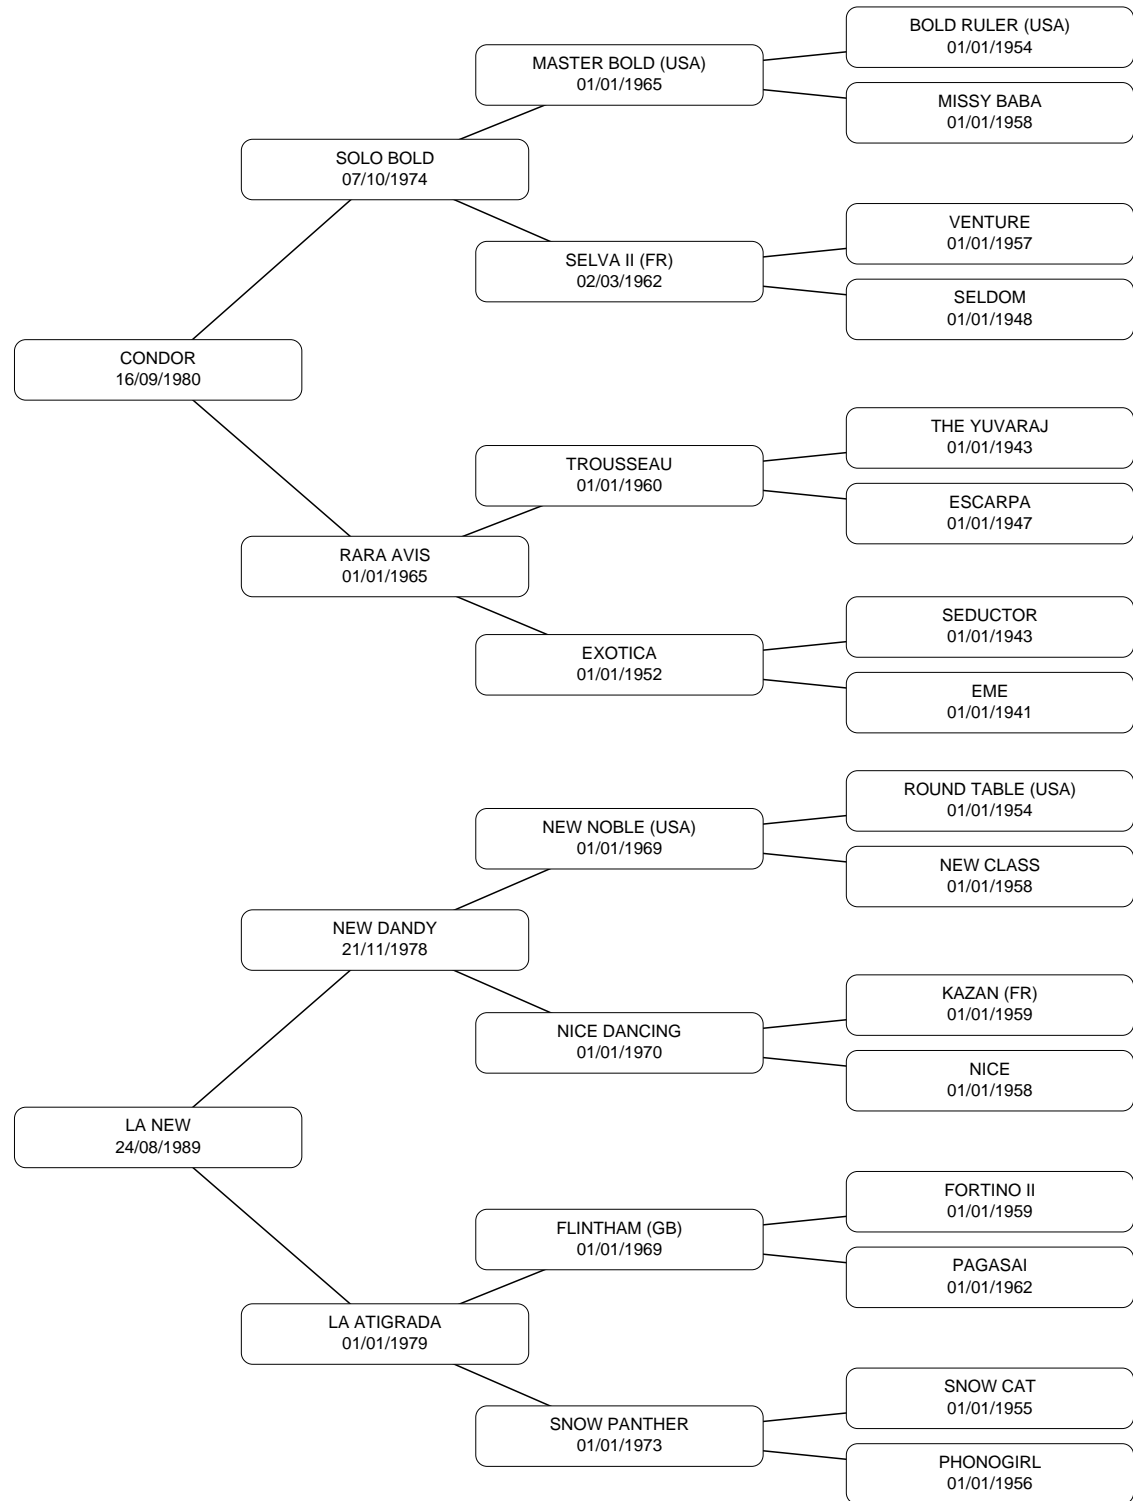 BOLD RULER (USA)
01/01/1954
MASTER BOLD (USA)
01/01/1965
MISSY BABA
01/01/1958
SOLO BOLD
07/10/1974
VENTURE
01/01/1957
SELVA II (FR)
02/03/1962
SELDOM
01/01/1948
CONDOR
16/09/1980
THE YUVARAJ
01/01/1943
TROUSSEAU
01/01/1960
ESCARPA
01/01/1947
RARA AVIS
01/01/1965
SEDUCTOR
01/01/1943
EXOTICA
01/01/1952
EME
01/01/1941
ROUND TABLE (USA)
01/01/1954
NEW NOBLE (USA)
01/01/1969
NEW CLASS
01/01/1958
NEW DANDY
21/11/1978
KAZAN (FR)
01/01/1959
NICE DANCING
01/01/1970
NICE
01/01/1958
LA NEW
24/08/1989
FORTINO II
01/01/1959
FLINTHAM (GB)
01/01/1969
PAGASAI
01/01/1962
LA ATIGRADA
01/01/1979
SNOW CAT
01/01/1955
SNOW PANTHER
01/01/1973
PHONOGIRL
01/01/1956